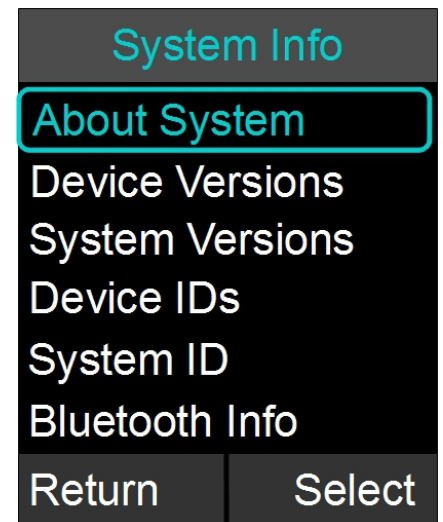 System Info
About System
Device Versions
System Versions
Device IDs
System ID
Bluetooth Info
Return Select